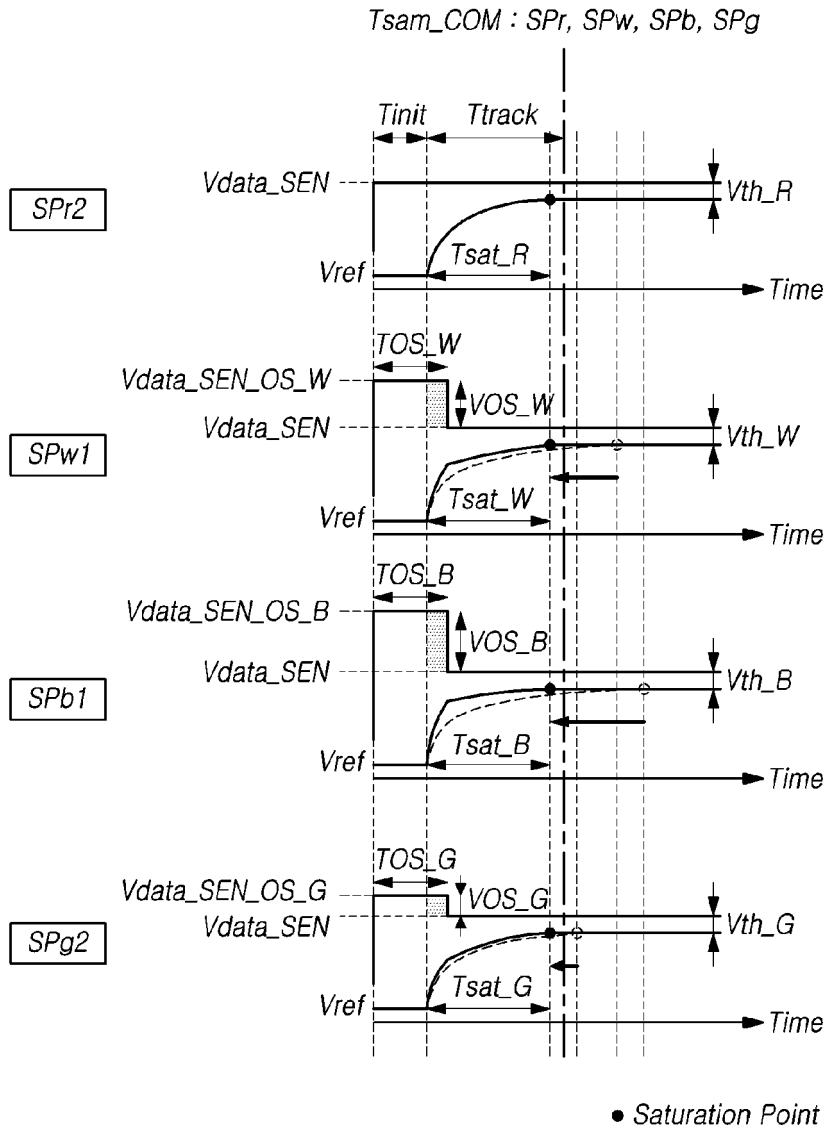 Tsam_COM : SPr, SPw, SPb, SPg
Tinit
Ttrack
SPr2
Vdata_SEN
Vth_R
Tsat_R
Vref
Time
TOS_W
Vdata_SEN_OS_W
VOS_W
Vdata_SEN
SPw1
Vth_W
Tsat_W
Vref
Time
TOS_B
Vdata_SEN_OS_B
VOS_B
Vdata_SEN
SPb1
Vth_B
Tsat_B
Vref
Time
TOS_G
Vdata_SEN_OS_G
VOS_G
Vdata_SEN
SPg2
Vth_G
Tsat_G
Vref
Time
Saturation Point